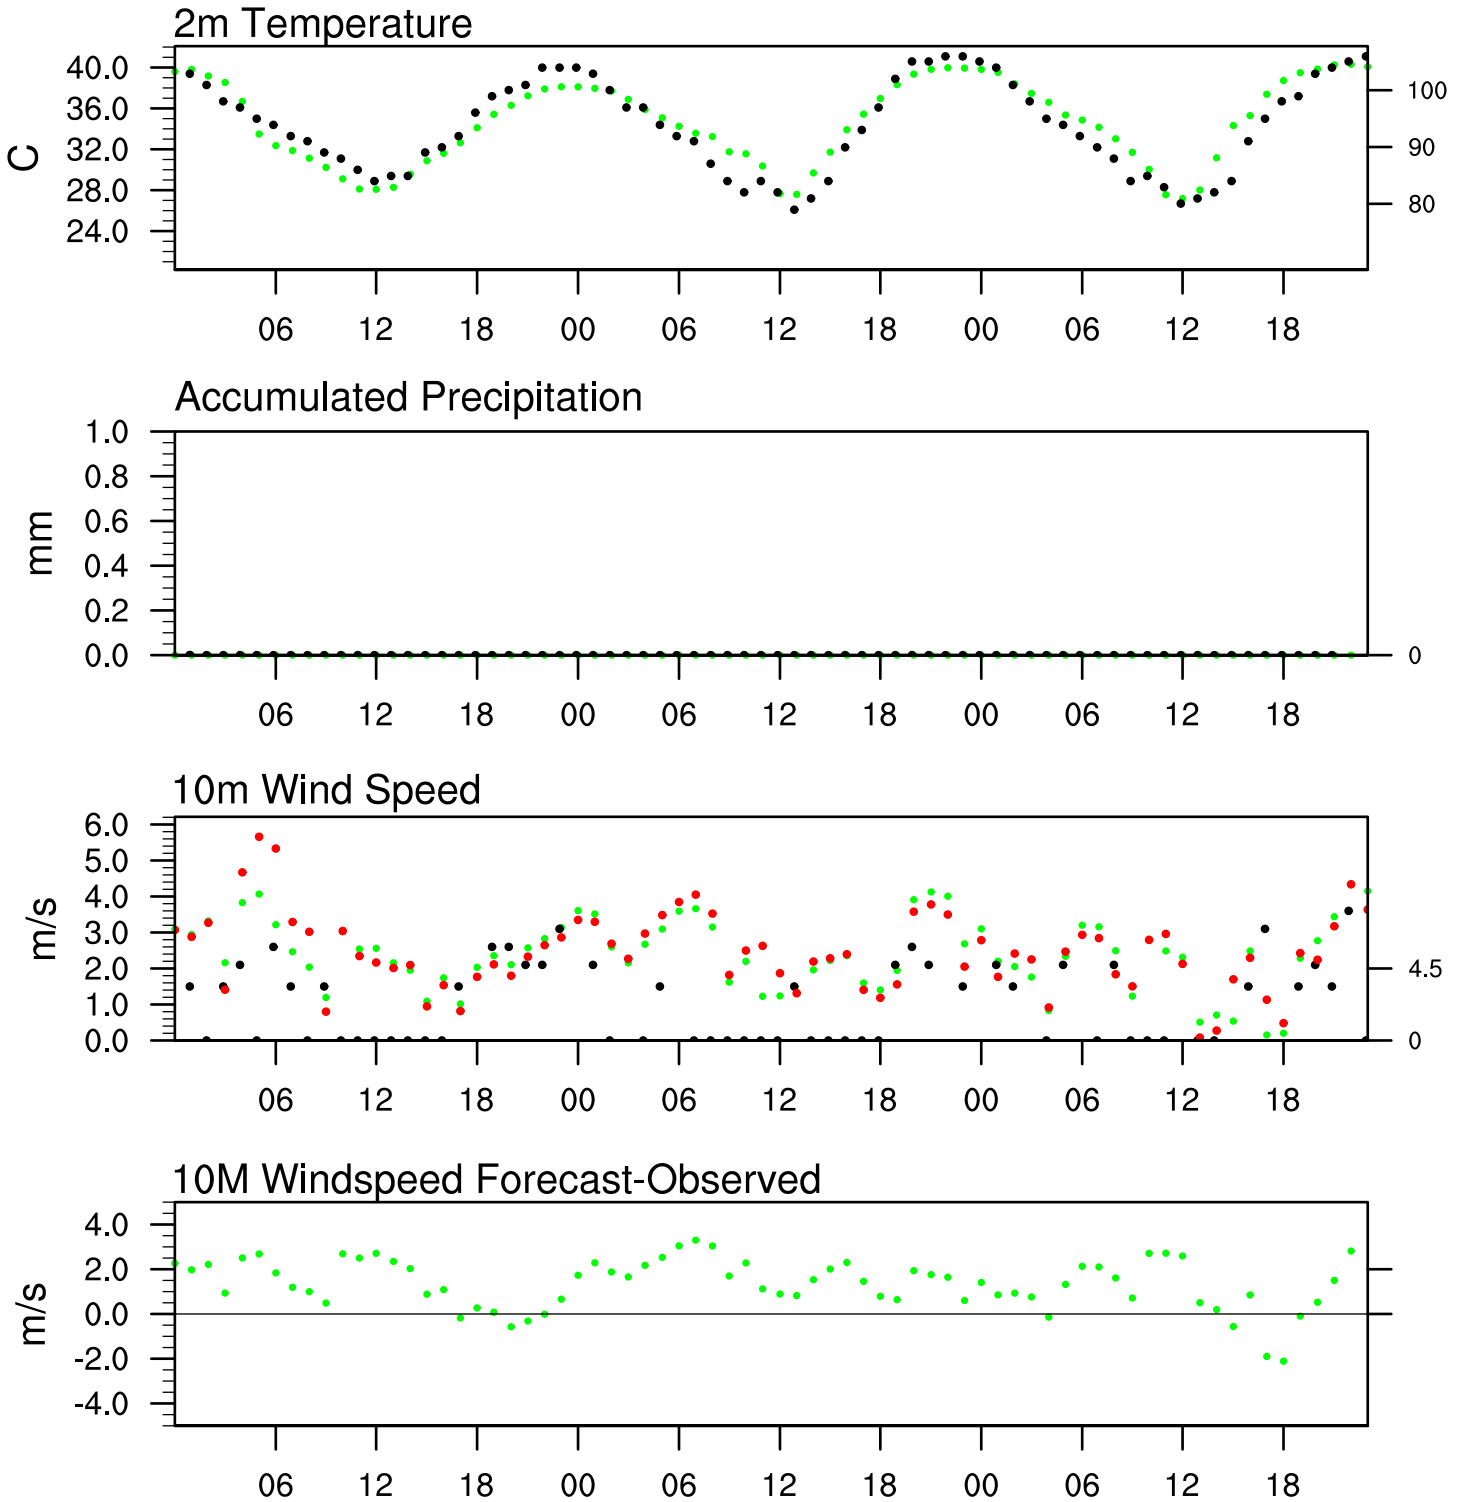 2m Temperature
40.0
36.0
32.0
28.0
24.0
C
100
90
80
06 12 18 00 06 12 18 00 06 12 18
Accumulated Precipitation
1.0
0.8
0.6
0.4
0.2
0.0
mm
0
06 12 18 00 06 12 18 00 06 12 18
10m Wind Speed
6.0
5.0
4.0
3.0
2.0
1.0
0.0
m/s
4.5
0
06 12 18 00 06 12 18 00 06 12 18
10M Windspeed Forecast-Observed
4.0
2.0
0.0
-2.0
-4.0
m/s
06 12 18 00 06 12 18 00 06 12 18